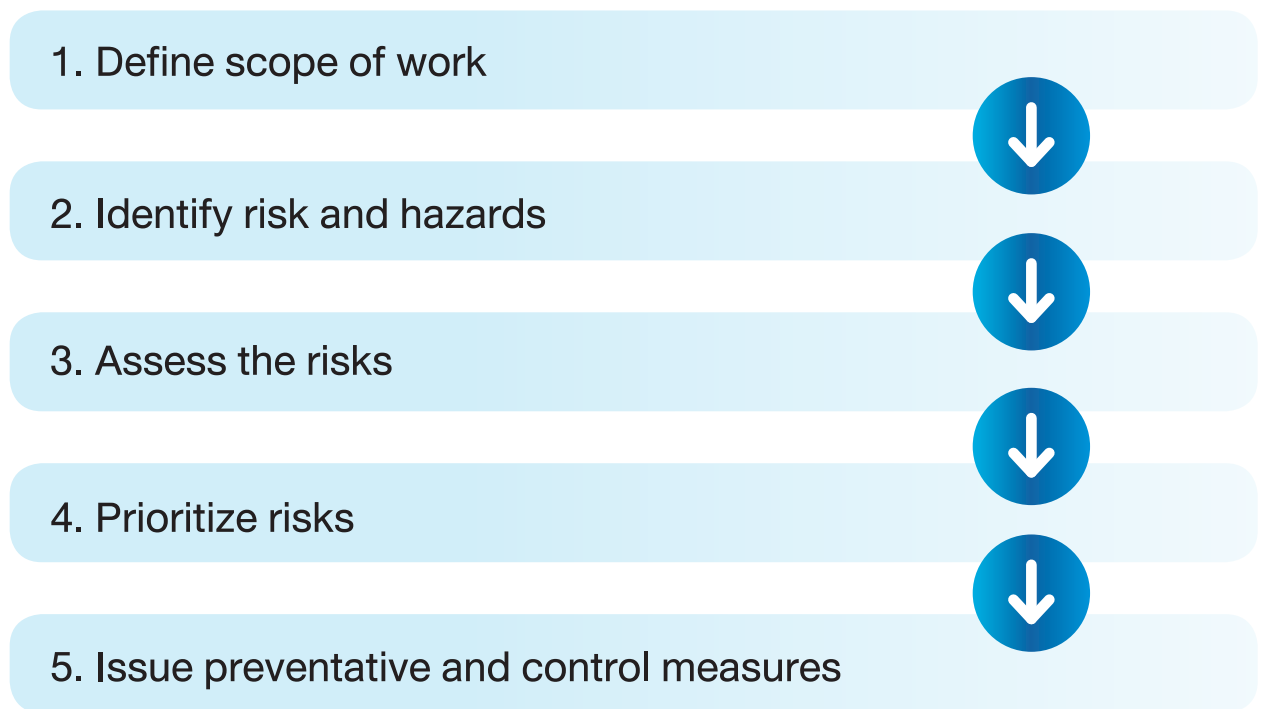 1. Define scope of work
2. Identify risk and hazards
3. Assess the risks
4. Prioritize risks
5. Issue preventative and control measures